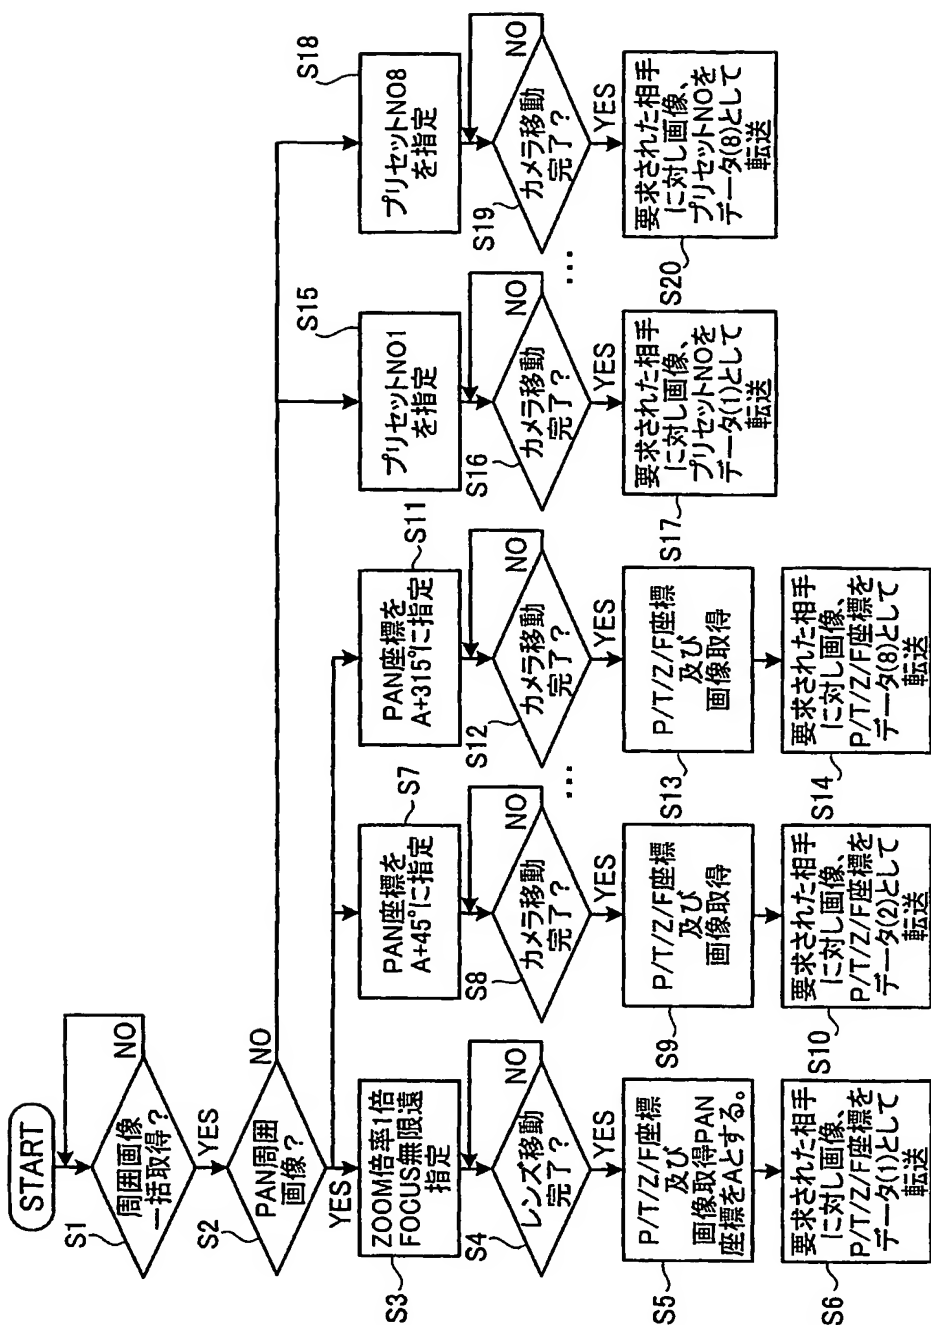 START
S1
周囲画像
一括取得?
NO
YES
S2
PAN周囲
画像?
NO
YES
S3
ZOOM倍率1倍
FOCUS無限遠
指定
S4
レンズ移動
完了?
NO
YES
S5
P/T/Z/F座標
及び
画像取得PAN
座標をAとする。
S6
要求された相手
に対し画像、
P/T/Z/F座標を
データ(1)として
転送
S7
PAN座標を
A+45°に指定
S8
カメラ移動
完了?
NO
YES
S9
P/T/Z/F座標
及び
画像取得
S10
要求された相手
に対し画像、
P/T/Z/F座標を
データ(2)として
転送
...
S11
PAN座標を
A+315°に指定
S12
カメラ移動
完了?
NO
YES
S13
P/T/Z/F座標
及び
画像取得
S14
要求された相手
に対し画像、
P/T/Z/F座標を
データ(8)として
転送
S15
プリセットNO1
を指定
S16
カメラ移動
完了?
NO
YES
S17
要求された相手
に対し画像、
プリセットNOを
データ(1)として
転送
...
S18
プリセットNO8
を指定
S19
カメラ移動
完了?
NO
YES
S20
要求された相手
に対し画像、
プリセットNOを
データ(8)として
転送